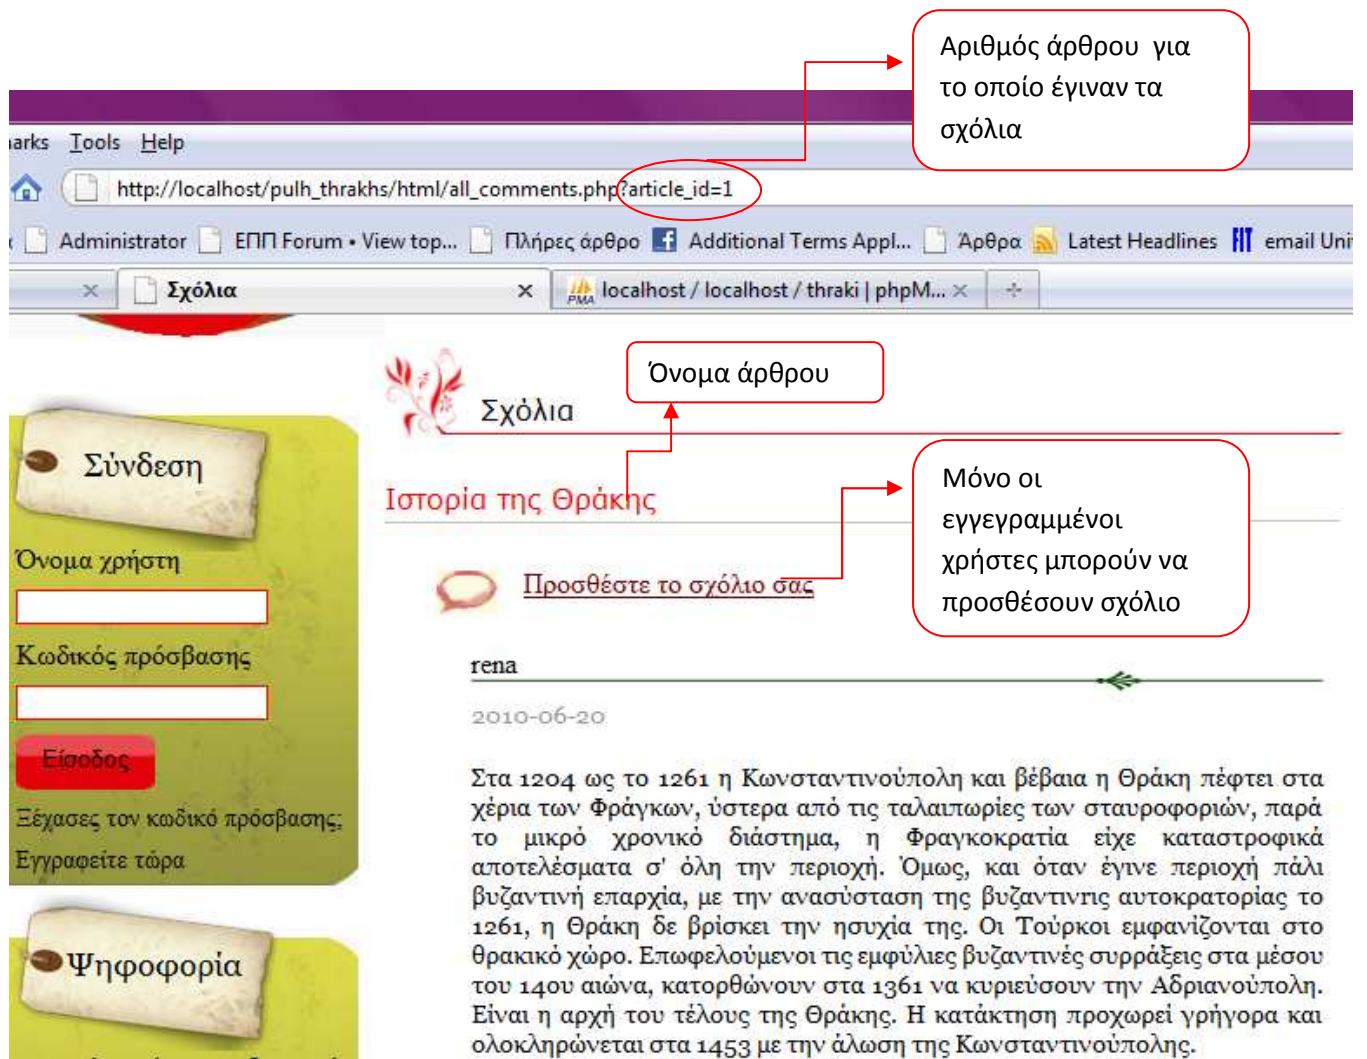 Αριθμός άρθρου για
το οποίο έγιναν τα
σχόλια
arks Tools Help
http://localhost/pulh_thrakhs/html/all_comments.php?article_id=1
Administrator ΕΠΠ Forum • View top... Πλήρες άρθρο Additional Terms Appl... Άρθρα Latest Headlines email Uni
Σχόλια localhost / localhost / thraki | phpM...
Όνομα άρθρου
Σχόλια
Ιστορία της Θράκης
Μόνο οι
εγγεγραμμένοι
χρήστες μπορούν να
προσθέσουν σχόλιο
Προσθέστε το σχόλιο σας
Σύνδεση
Όνομα χρήστη
Κωδικός πρόσβασης
Είσοδος
Ξέχασες τον κωδικό πρόσβασης;
Εγγραφείτε τώρα
Ψηφοφορία
rena
2010-06-20
Στα 1204 ως το 1261 η Κωνσταντινούπολη και βέβαια η Θράκη πέφτει στα
χέρια των Φράγκων, ύστερα από τις ταλαιπωρίες των σταυροφοριών, παρά
το μικρό χρονικό διάστημα, η Φραγκοκρατία είχε καταστροφικά
αποτελέσματα σ' όλη την περιοχή. Όμως, και όταν έγινε περιοχή πάλι
βυζαντινή επαρχία, με την ανασύσταση της βυζαντινrις αυτοκρατορίας το
1261, η Θράκη δε βρίσκει την ησυχία της. Οι Τούρκοι εμφανίζονται στο
θρακικό χώρο. Επωφελούμενοι τις εμφύλιες βυζαντινές συρράξεις στα μέσου
του 14ου αιώνα, κατορθώνουν στα 1361 να κυριεύσουν την Αδριανούπολη.
Είναι η αρχή του τέλους της Θράκης. Η κατάκτηση προχωρεί γρήγορα και
ολοκληρώνεται στα 1453 με την άλωση της Κωνσταντινούπολης.